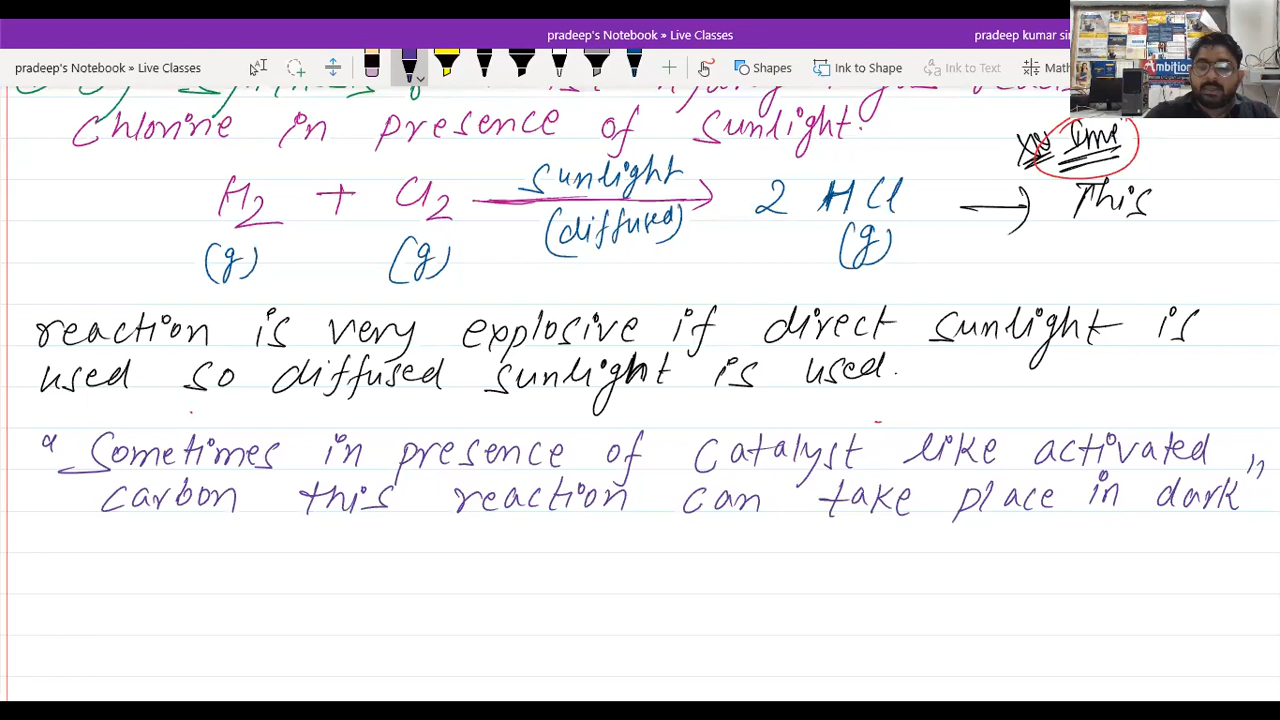 pradeep's Notebook » Live Classes
pradeep kumar si
pradeep's Notebook » Live Classes
Shapes
Ink to Shape
Ink to Text
Math
Ambition
chlorine in presence of sunlight.
Imp
H2 + Cl2 sunlight (diffused) 2 HCl → This
(g) (g) (g)
reaction is very explosive if direct sunlight is
used so diffused sunlight is used.
"Sometimes in presence of catalyst like activated
carbon this reaction can take place in dark"